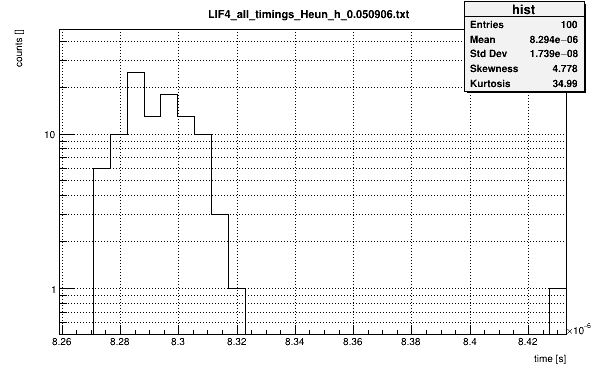 LIF4_all_timings_Heun_h_0.050906.txt
hist
Entries 100
Mean 8.294e−06
Std Dev 1.739e−08
Skewness 4.778
Kurtosis 34.99
counts []
10
1
8.26 8.28 8.3 8.32 8.34 8.36 8.38 8.4 8.42
×10⁻⁶
time [s]